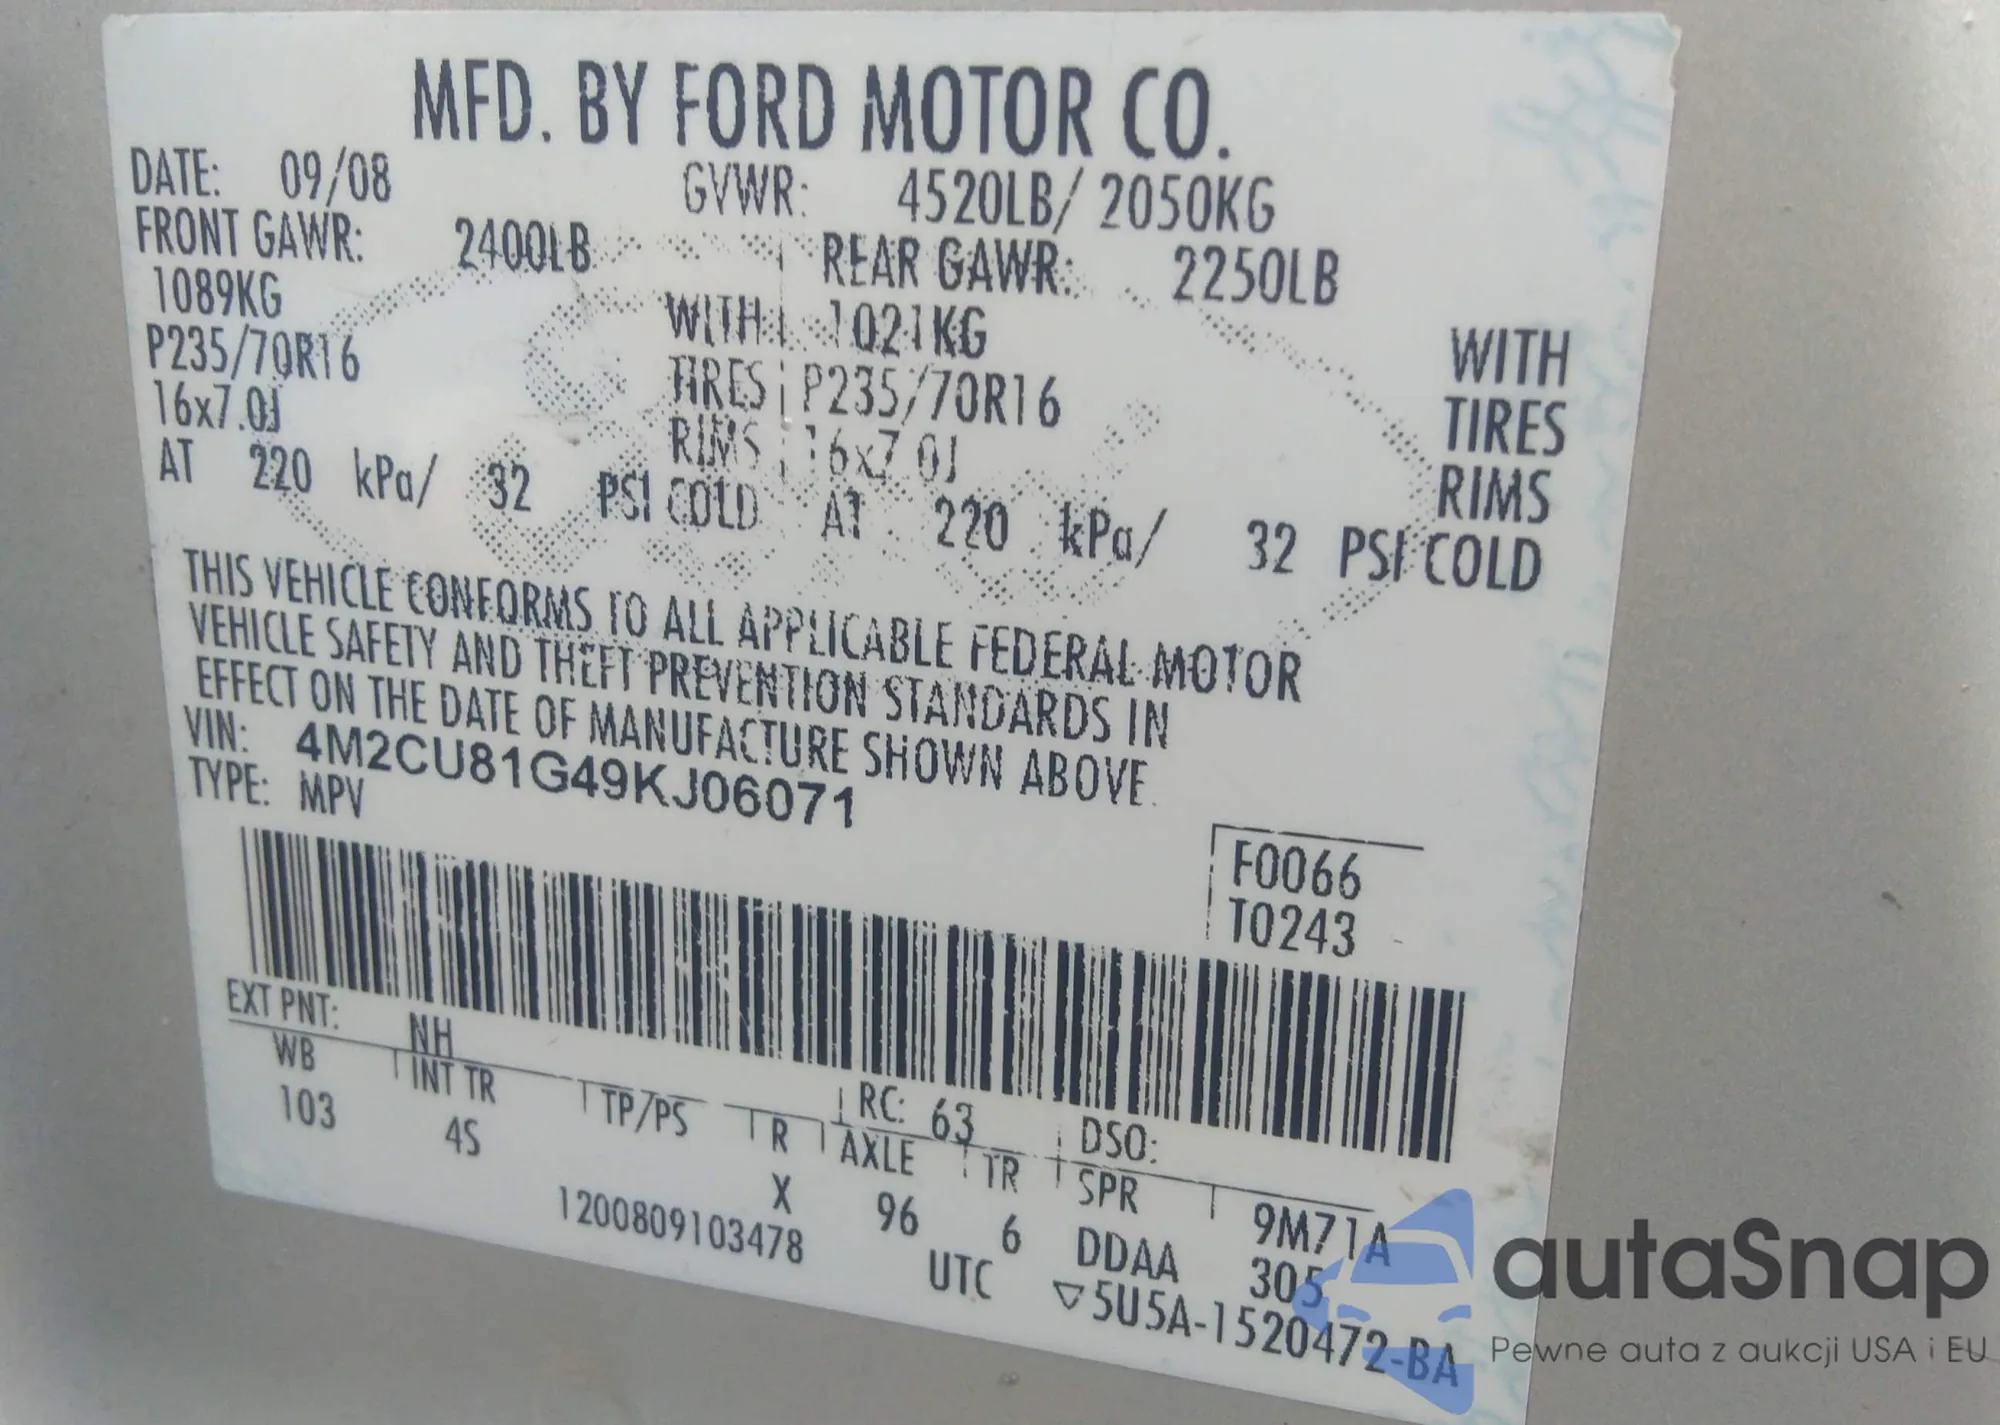 MFD. BY FORD MOTOR CO.
DATE: 09/08 GVWR: 4520LB/ 2050KG
FRONT GAWR: 2400LB REAR GAWR: 2250LB
1089KG WITH 1021KG WITH
P235/70R16 TIRES P235/70R16 TIRES
16x7.0J RIMS 16x7.0J RIMS
AT 220 kPa/ 32 PSI COLD AT 220 kPa/ 32 PSI COLD
THIS VEHICLE CONFORMS TO ALL APPLICABLE FEDERAL MOTOR
VEHICLE SAFETY AND THEFT PREVENTION STANDARDS IN
EFFECT ON THE DATE OF MANUFACTURE SHOWN ABOVE.
VIN: 4M2CU81G49KJ06071
TYPE: MPV
F0066
T0243
EXT PNT: NH RC: 63 DSO:
WB INT TR TP/PS R AXLE TR SPR 9M71A
103 4S X 96 6 DDAA 305
1200809103478 UTC ▽5U5A-1520472-BA
autaSnap
Pewne auta z aukcji USA i EU